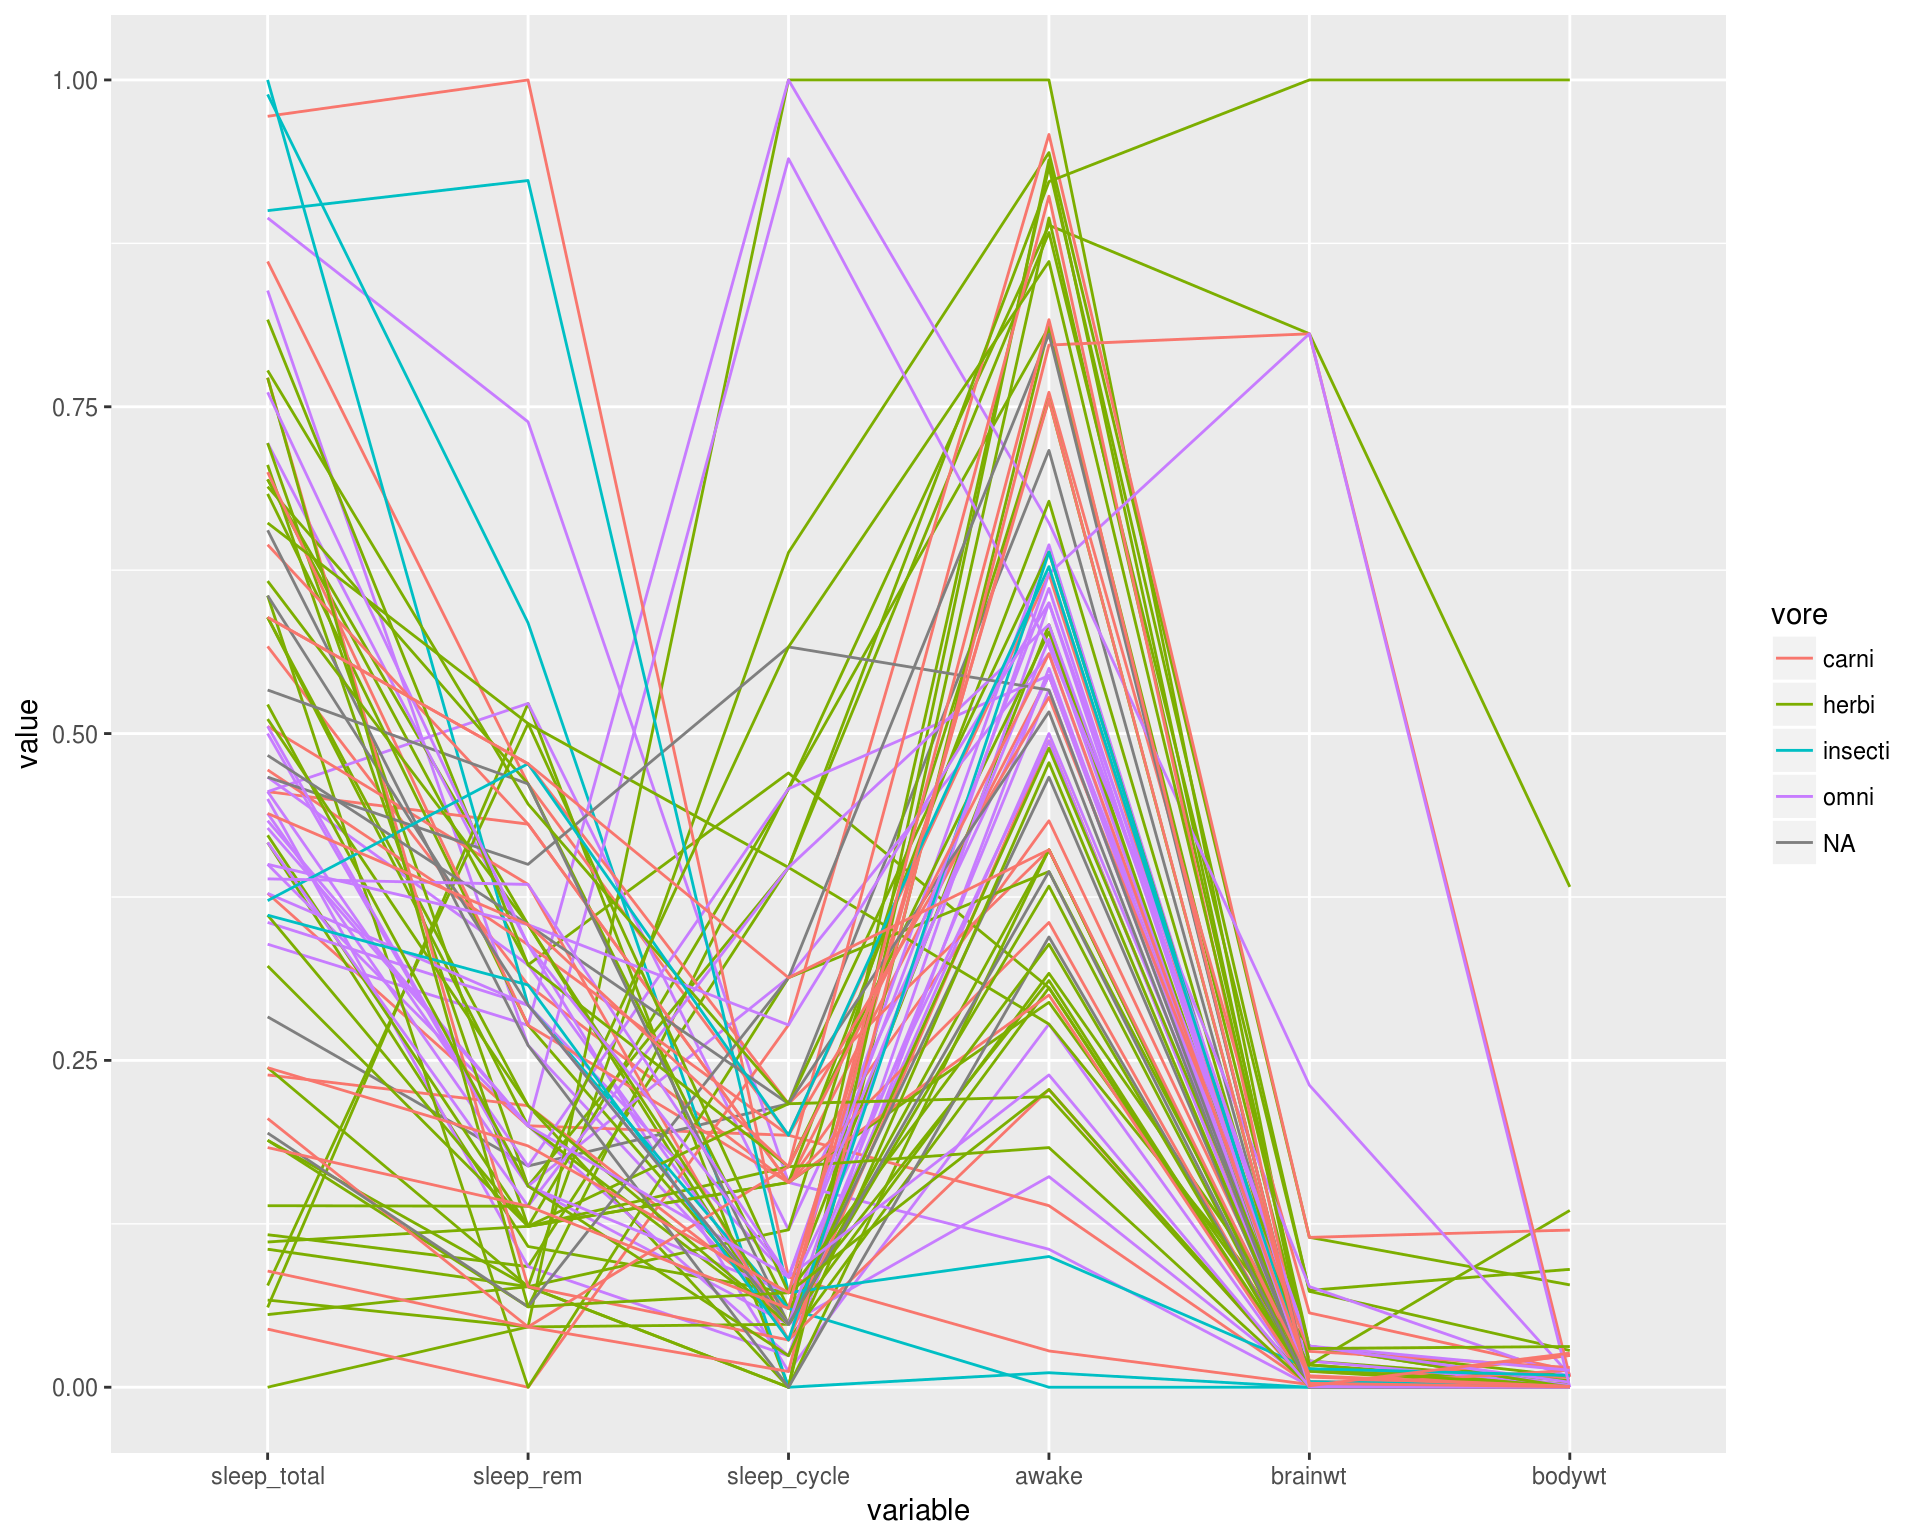 1.00
0.75
0.50
0.25
0.00
value
sleep_total sleep_rem sleep_cycle awake brainwt bodywt
variable
vore
carni
herbi
insecti
omni
NA